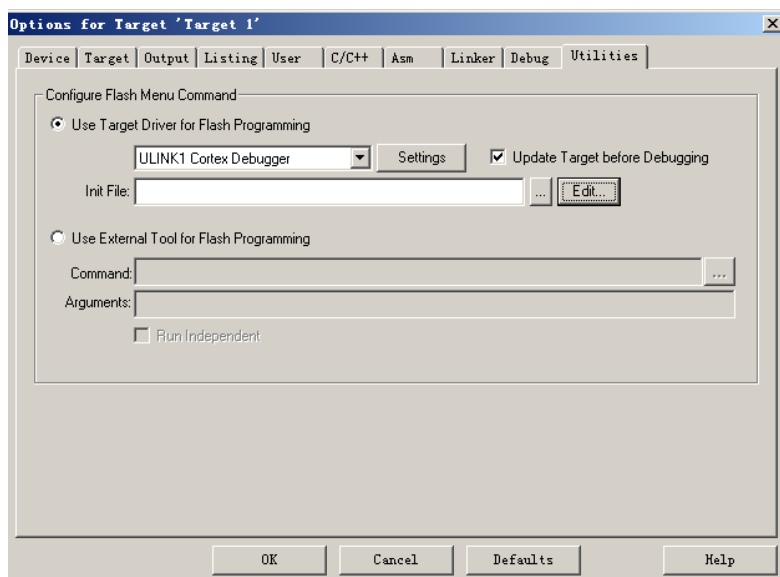 Options for Target 'Target 1'
Device Target Output Listing User C/C++ Asm Linker Debug Utilities
Configure Flash Menu Command
Use Target Driver for Flash Programming
ULINK1 Cortex Debugger Settings Update Target before Debugging
Init File: ... Edit...
Use External Tool for Flash Programming
Command: ...
Arguments:
Run Independent
OK Cancel Defaults Help